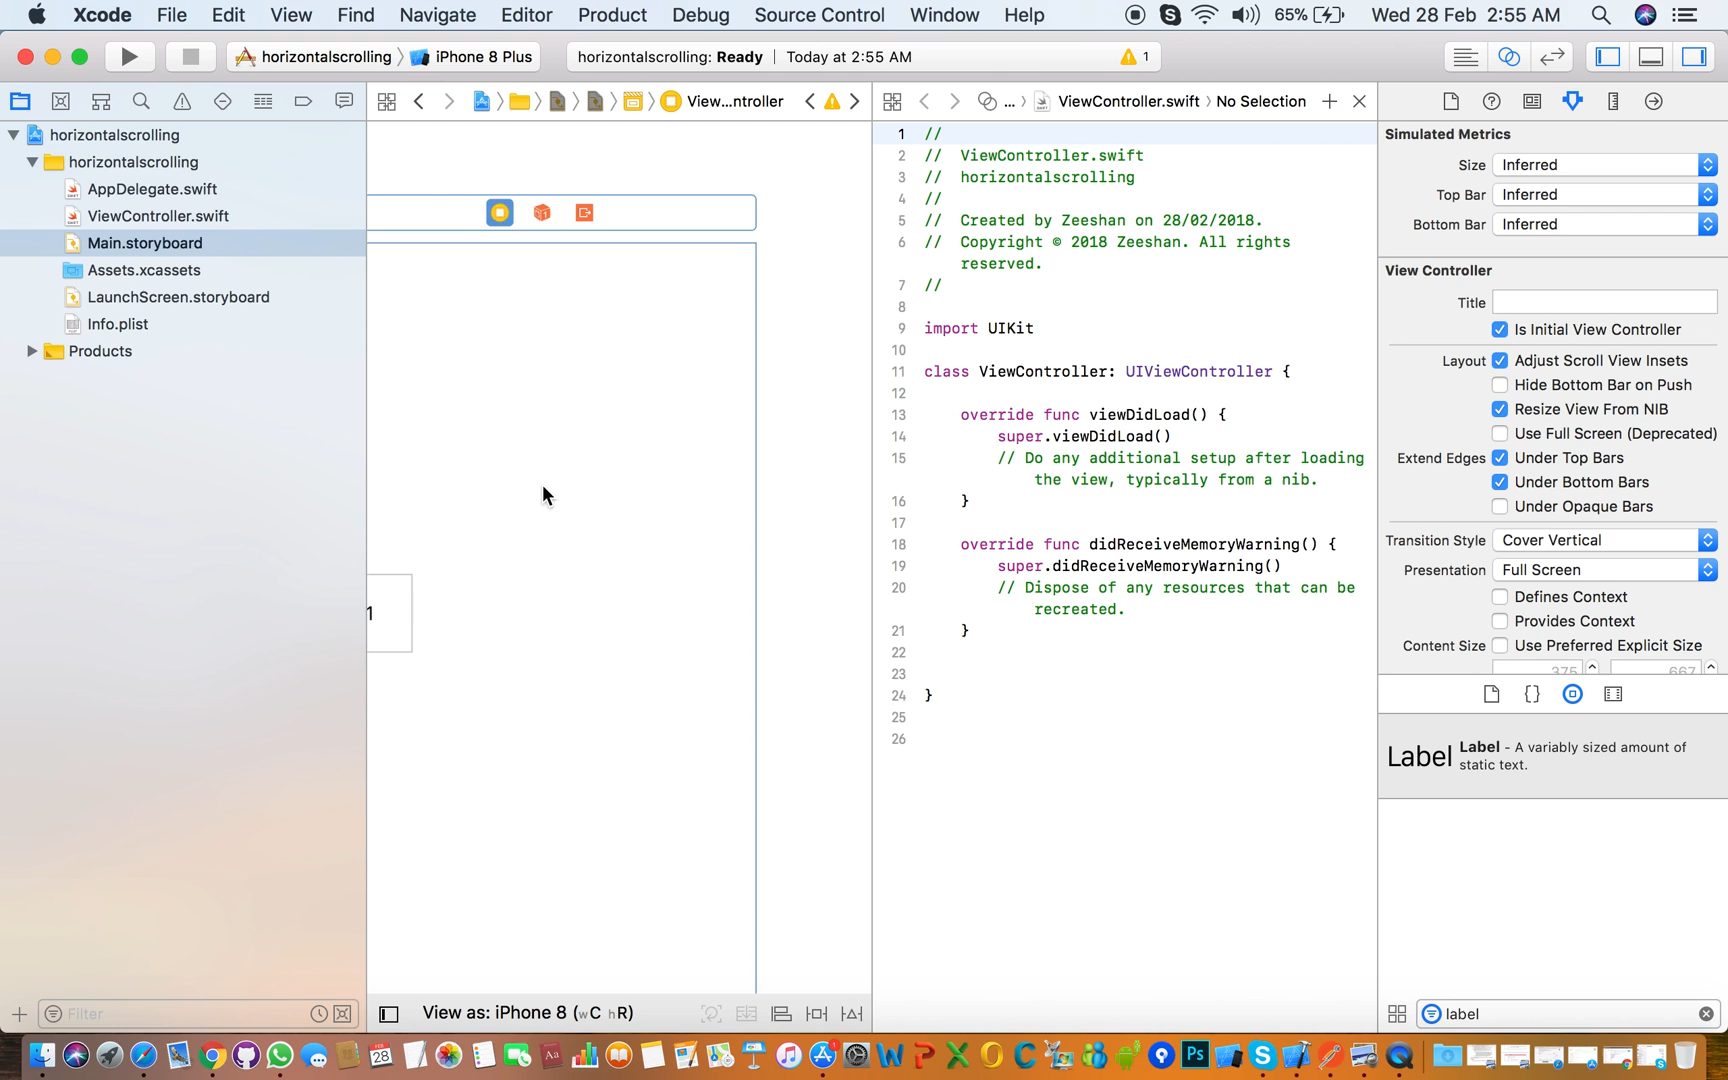 Xcode File Edit View Find Navigate Editor Product Debug Source Control Window Help 65% Wed 28 Feb 2:55 AM
horizontalscrolling iPhone 8 Plus horizontalscrolling: Ready Today at 2:55 AM 1
View...ntroller ... ViewController.swift No Selection
horizontalscrolling
horizontalscrolling
AppDelegate.swift
ViewController.swift
Main.storyboard
Assets.xcassets
LaunchScreen.storyboard
Info.plist
Products
Filter
1
View as: iPhone 8 (wC hR)
1 //
2 // ViewController.swift
3 // horizontalscrolling
4 //
5 // Created by Zeeshan on 28/02/2018.
6 // Copyright © 2018 Zeeshan. All rights
reserved.
7 //
8
9 import UIKit
10
11 class ViewController: UIViewController {
12
13 override func viewDidLoad() {
14 super.viewDidLoad()
15 // Do any additional setup after loading
the view, typically from a nib.
16 }
17
18 override func didReceiveMemoryWarning() {
19 super.didReceiveMemoryWarning()
20 // Dispose of any resources that can be
recreated.
21 }
22
23
24 }
25
26
Simulated Metrics
Size Inferred
Top Bar Inferred
Bottom Bar Inferred
View Controller
Title
Is Initial View Controller
Layout Adjust Scroll View Insets
Hide Bottom Bar on Push
Resize View From NIB
Use Full Screen (Deprecated)
Extend Edges Under Top Bars
Under Bottom Bars
Under Opaque Bars
Transition Style Cover Vertical
Presentation Full Screen
Defines Context
Provides Context
Content Size Use Preferred Explicit Size
375 667
Label Label - A variably sized amount of
static text.
label